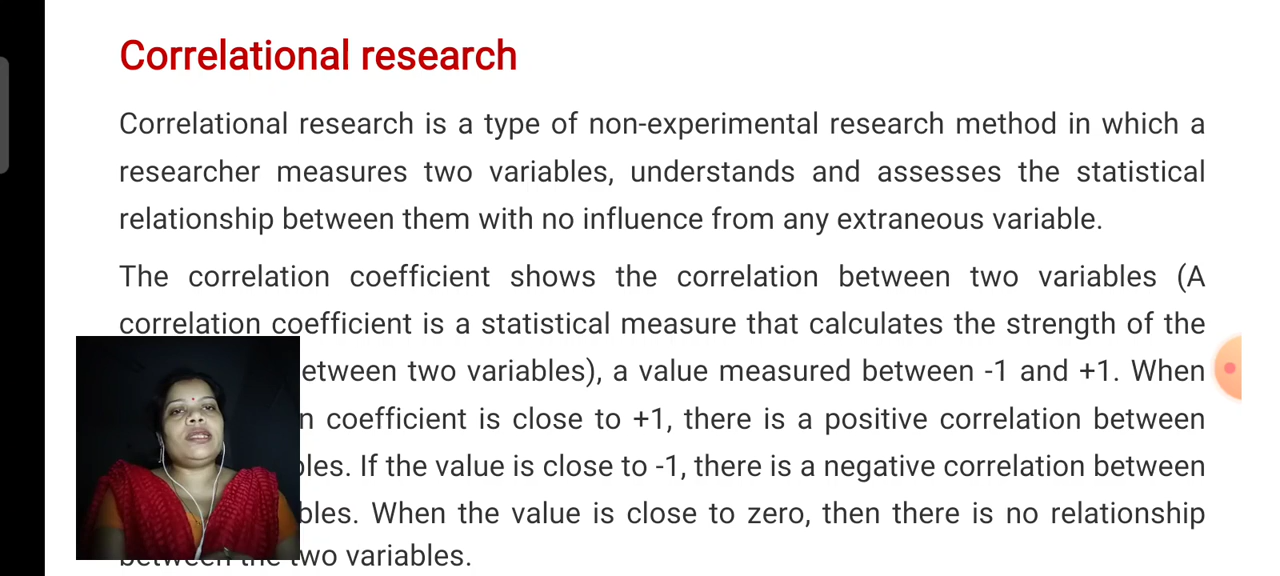 Correlational research
Correlational research is a type of non-experimental research method in which a
researcher measures two variables, understands and assesses the statistical
relationship between them with no influence from any extraneous variable.
The correlation coefficient shows the correlation between two variables (A
correlation coefficient is a statistical measure that calculates the strength of the
etween two variables), a value measured between -1 and +1. When
n coefficient is close to +1, there is a positive correlation between
bles. If the value is close to -1, there is a negative correlation between
bles. When the value is close to zero, then there is no relationship
between the two variables.